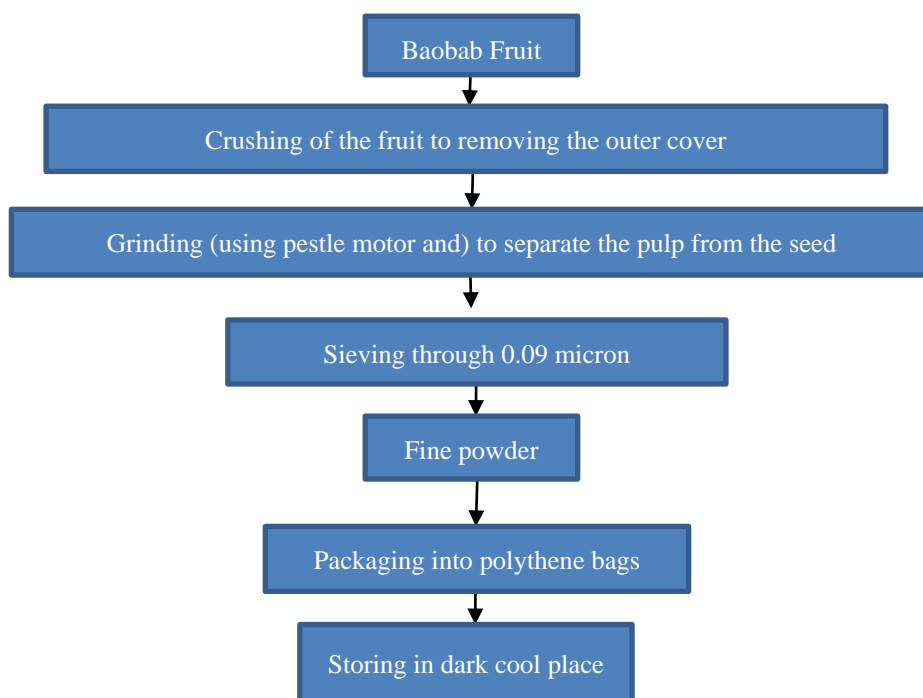 Baobab Fruit
Crushing of the fruit to removing the outer cover
Grinding (using pestle motor and) to separate the pulp from the seed
Sieving through 0.09 micron
Fine powder
Packaging into polythene bags
Storing in dark cool place